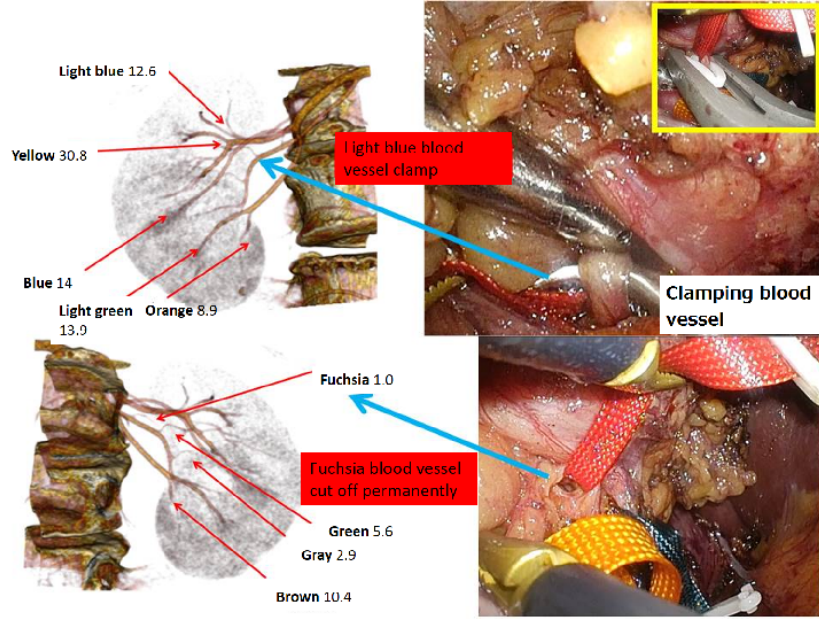 Light blue 12.6
Yellow 30.8
Light blue blood
vessel clamp
Blue 14
Light green
13.9
Orange 8.9
Clamping blood
vessel
Fuchsia 1.0
Fuchsia blood vessel
cut off permanently
Green 5.6
Gray 2.9
Brown 10.4